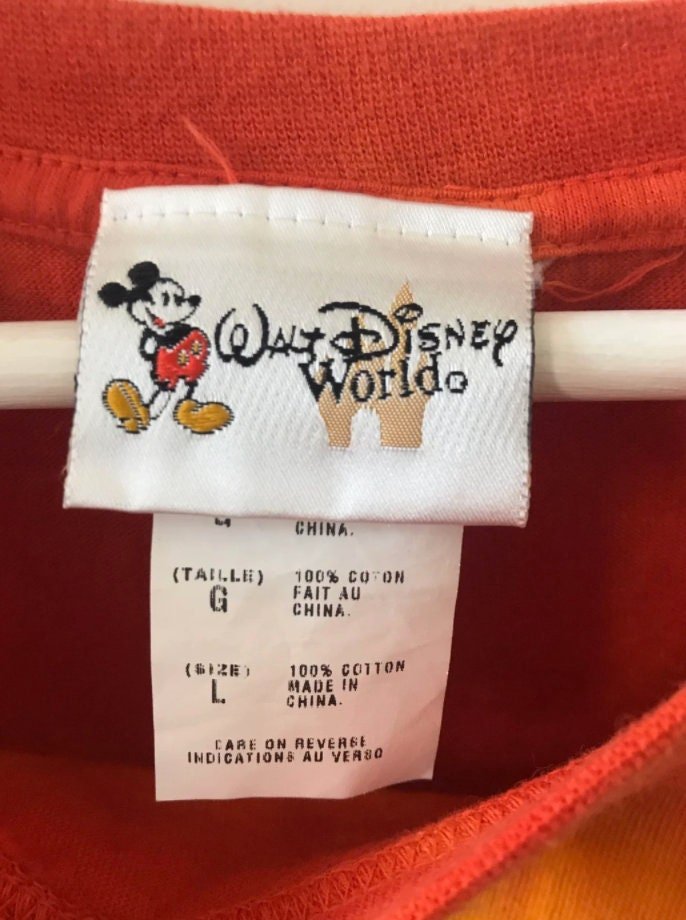 WALT DISNEY
World®
CHINA.
(TAILLE) 100% COTON
G FAIT AU
CHINA.
(SIZE) 100% COTTON
L MADE IN
CHINA.
CARE ON REVERSE
INDICATIONS AU VERSO